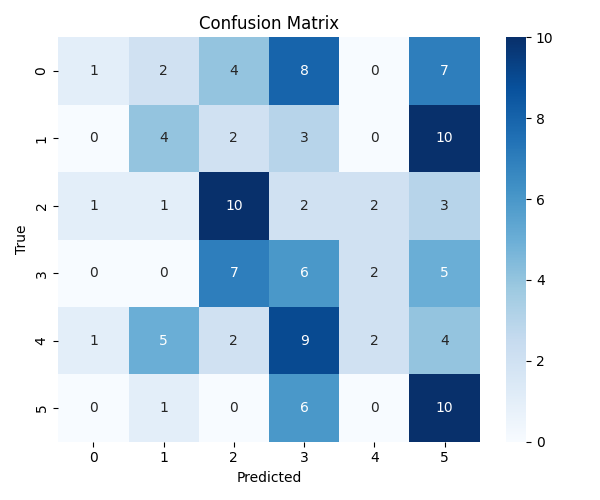 Confusion Matrix
0 1 2 4 8 0 7
1 0 4 2 3 0 10
2 1 1 10 2 2 3
3 0 0 7 6 2 5
4 1 5 2 9 2 4
5 0 1 0 6 0 10
0 1 2 3 4 5
Predicted
True
10
8
6
4
2
0